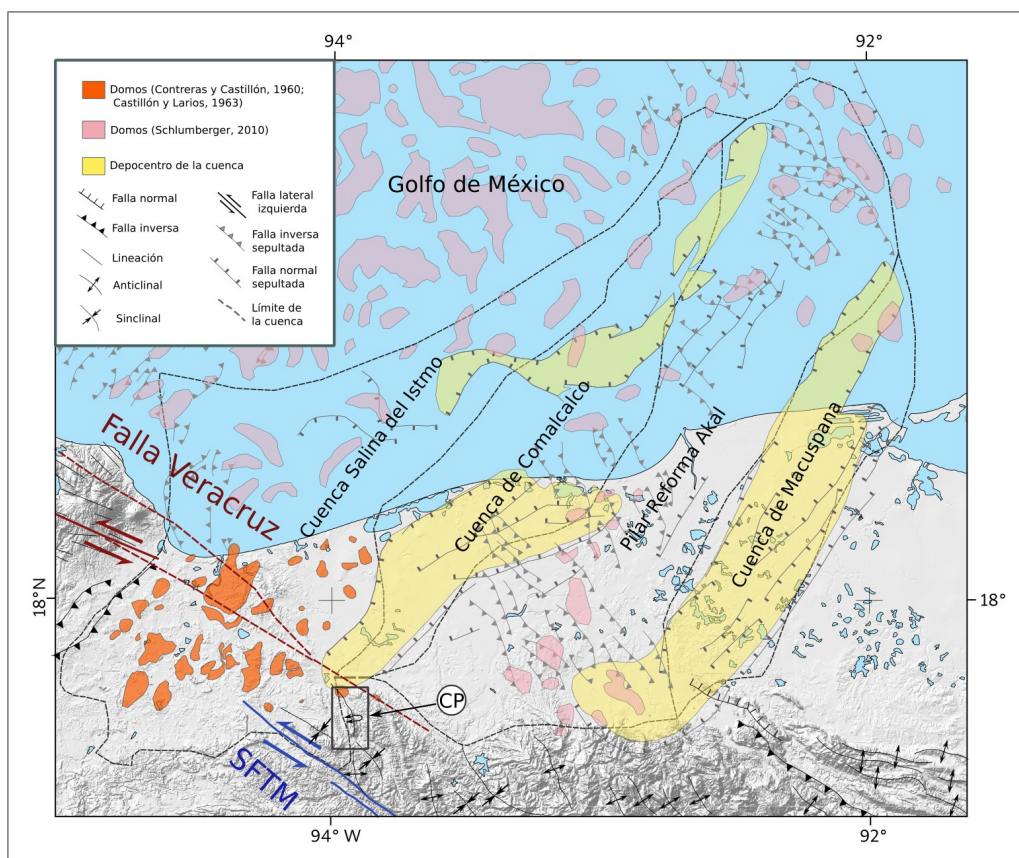 94°
92°
Domos (Contreras y Castillón, 1960;
Castillón y Larios, 1963)
Domos (Schlumberger, 2010)
Depocentro de la cuenca
Falla normal
Falla inversa
Lineación
Anticlinal
Sinclinal
Falla lateral
izquierda
Falla inversa
sepultada
Falla normal
sepultada
Límite de
la cuenca
Golfo de México
Falla Veracruz
Cuenca Salina del Istmo
Cuenca de Comalcalco
Pilar Reforma Akal
Cuenca de Macuspana
18°N
18°
CP
SFTM
94° W
92°